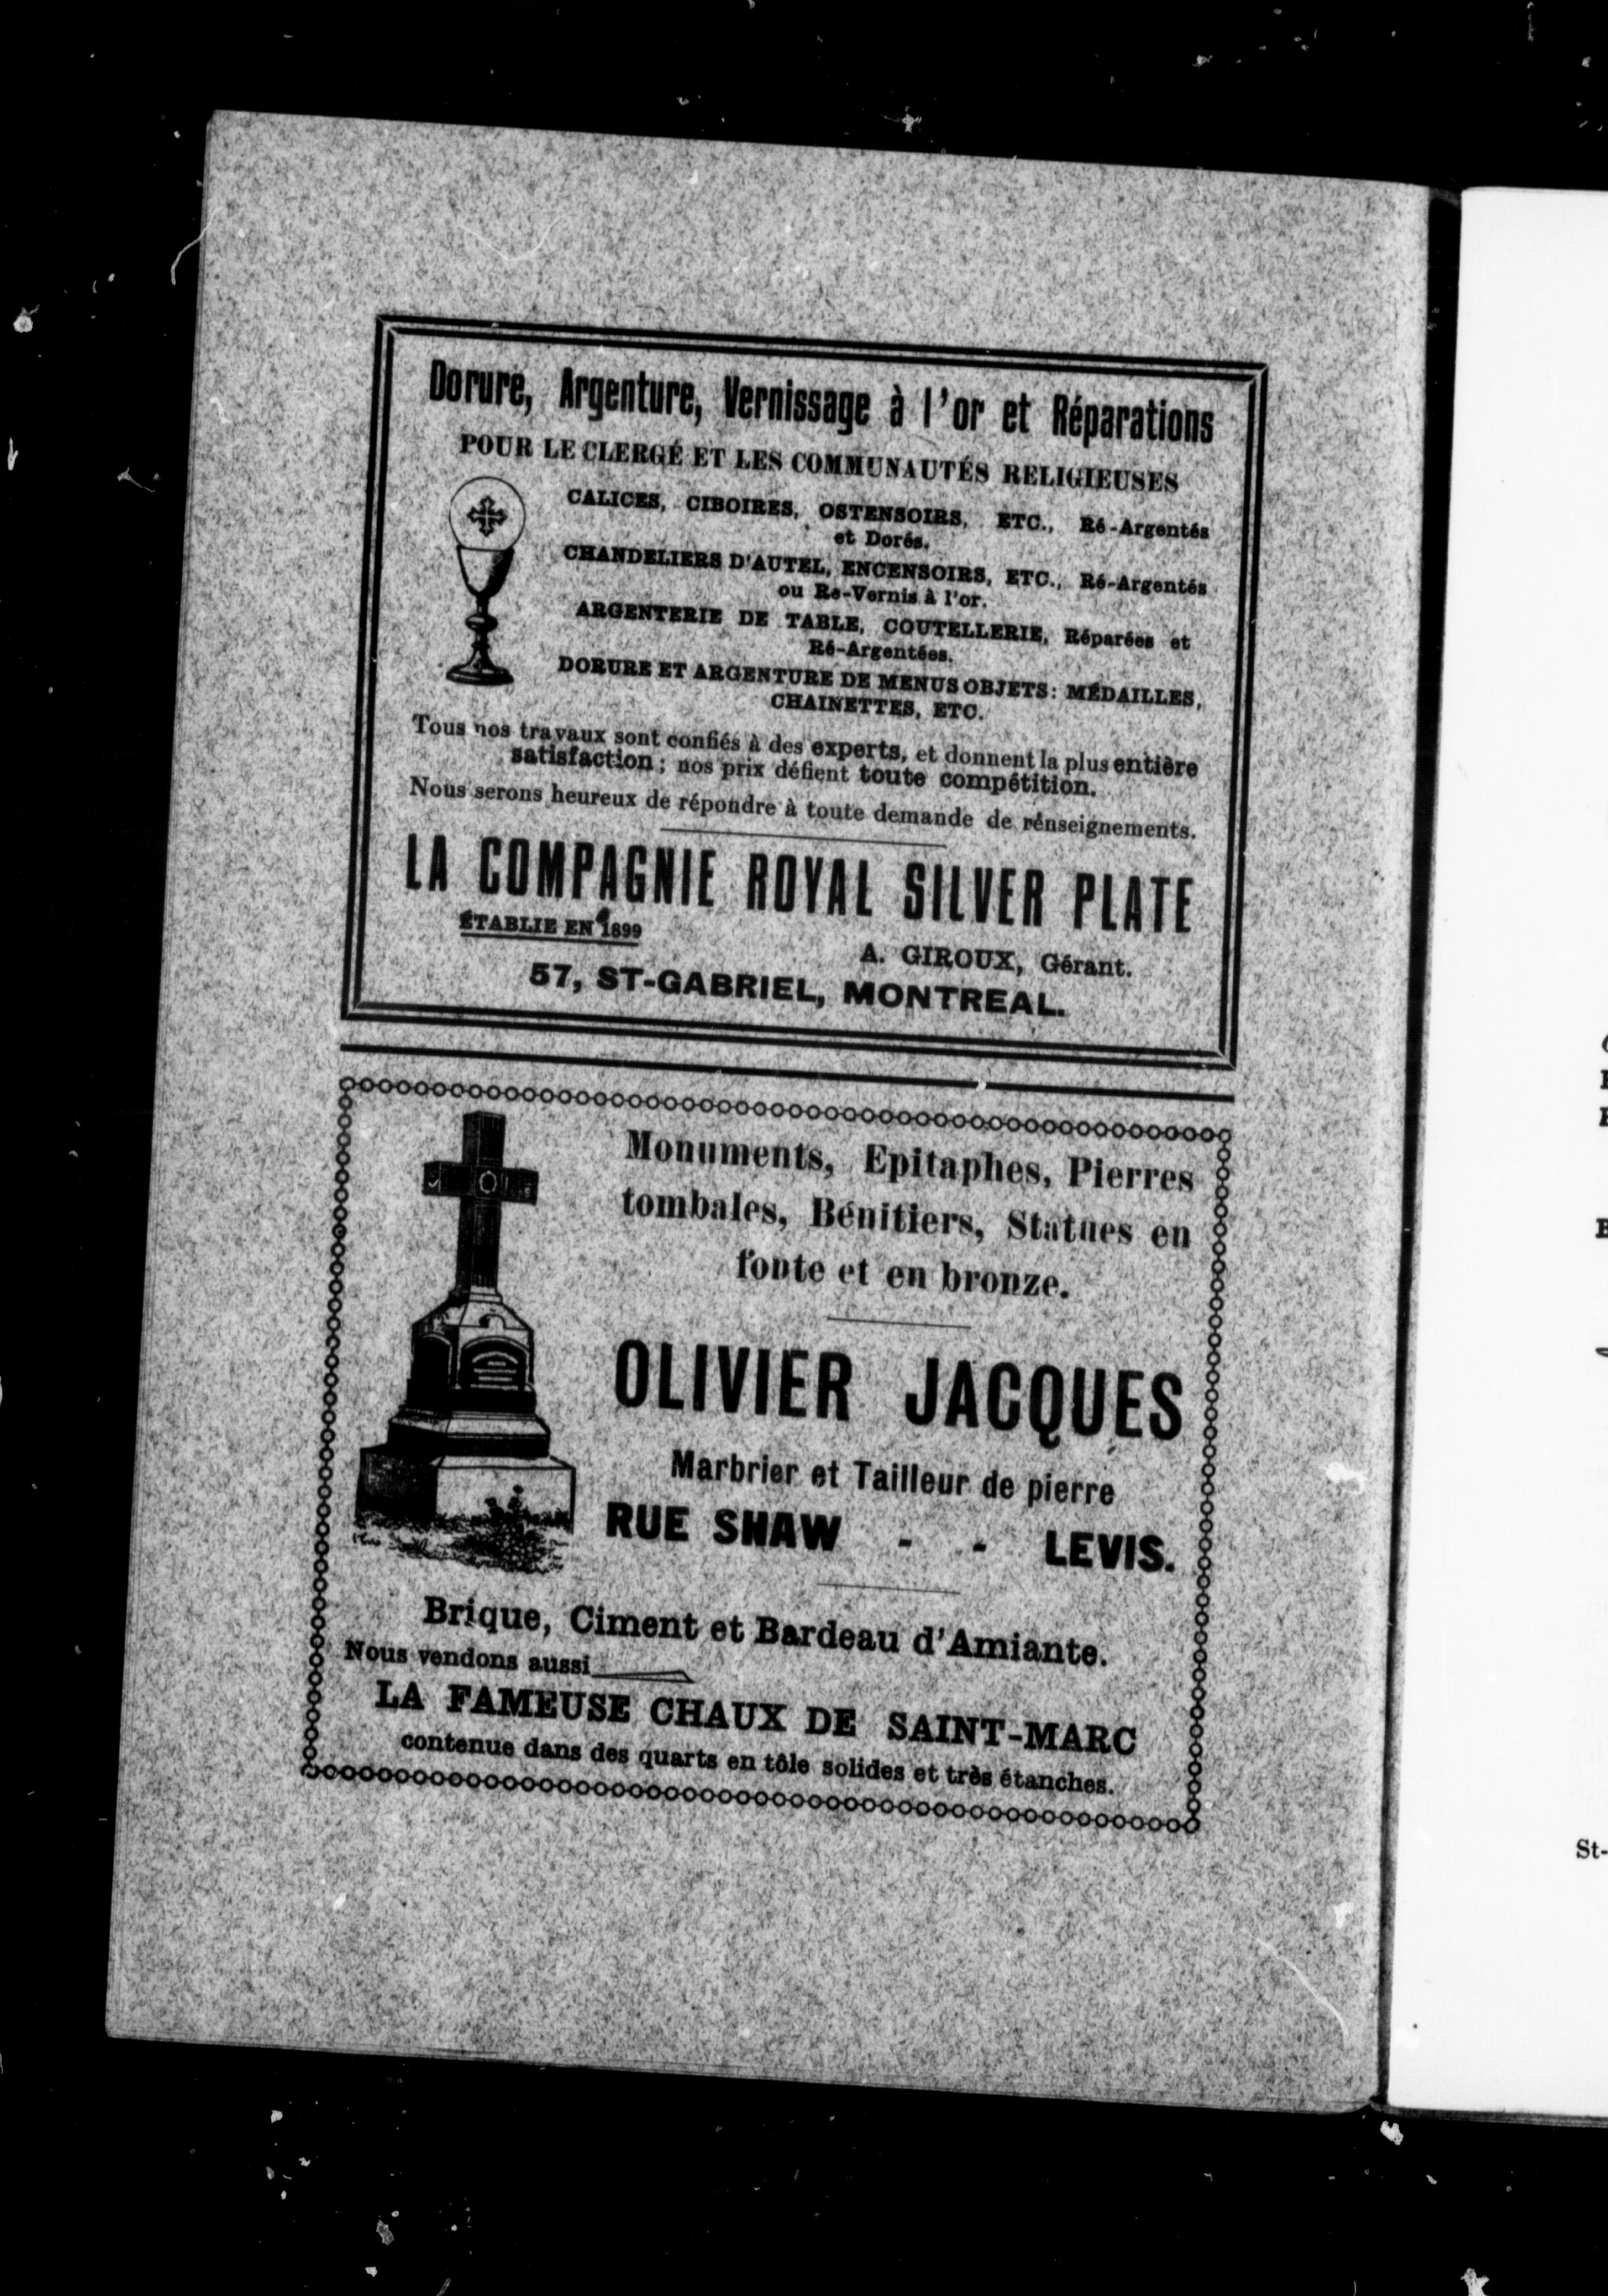 Dorure, Argenture, Vernissage à l'or et Réparations
POUR LE CLERGÉ ET LES COMMUNAUTÉS RELIGIEUSES
CALICES, CIBOIRES, OSTENSOIRS, ETC., Ré-Argentés
et Dorés.
CHANDELIERS D'AUTEL, ENCENSOIRS, ETC., Ré-Argentés
ou Re-Vernis à l'or.
ARGENTERIE DE TABLE, COUTELLERIE, Réparées et
Ré-Argentées.
DORURE ET ARGENTURE DE MENUS OBJETS: MÉDAILLES,
CHAINETTES, ETC.
Tous nos travaux sont confiés à des experts, et donnent la plus entière
satisfaction; nos prix défient toute compétition.
Nous serons heureux de répondre à toute demande de renseignements.
LA COMPAGNIE ROYAL SILVER PLATE
ÉTABLIE EN 1899
A. GIROUX, Gérant.
57, ST-GABRIEL, MONTREAL.
Monuments, Epitaphes, Pierres
tombales, Bénitiers, Statues en
fonte et en bronze.
OLIVIER JACQUES
Marbrier et Tailleur de pierre
RUE SHAW - - LEVIS.
Brique, Ciment et Bardeau d'Amiante.
Nous vendons aussi
LA FAMEUSE CHAUX DE SAINT-MARC
contenue dans des quarts en tôle solides et très étanches.
St-